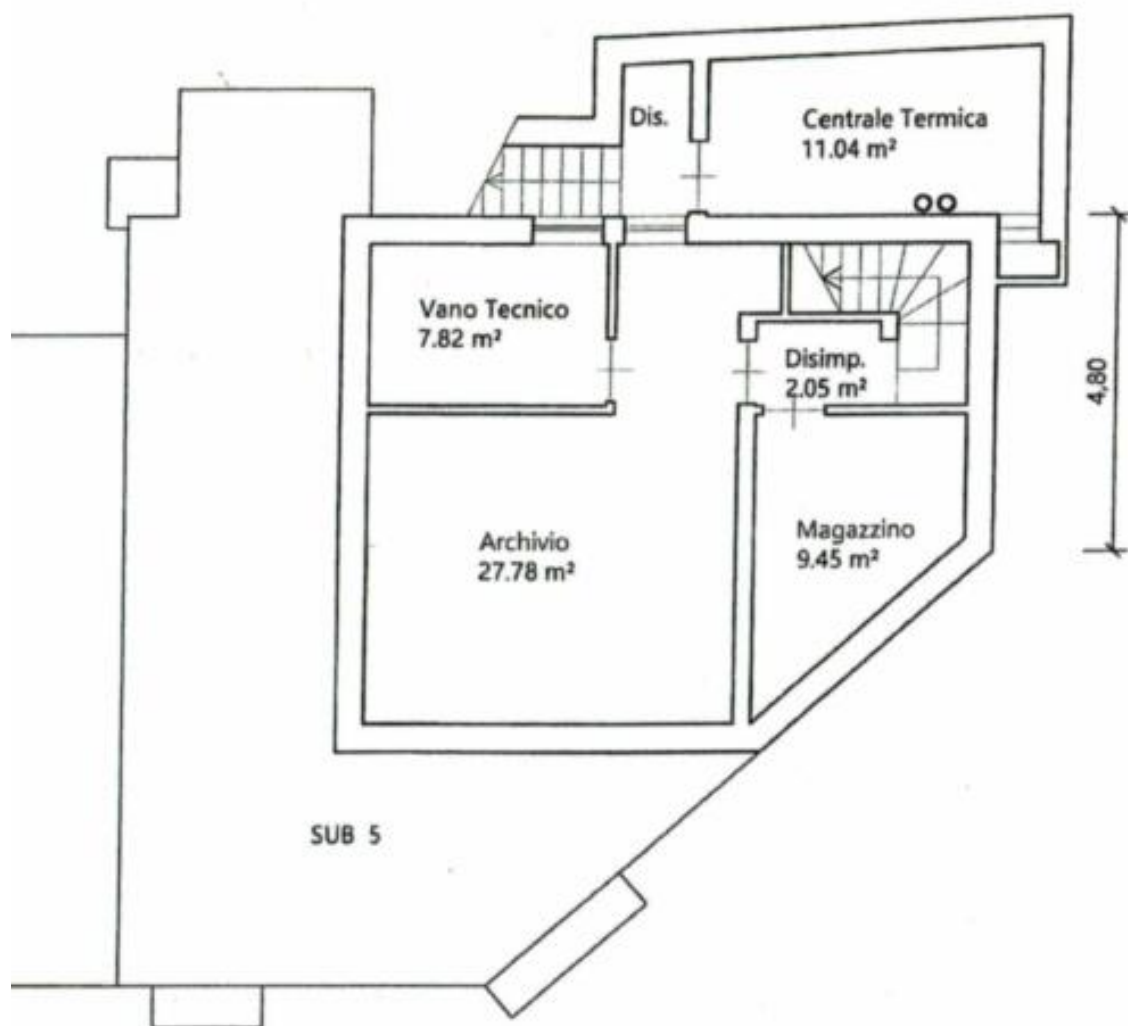 Dis.
Centrale Termica
11.04 m²
Vano Tecnico
7.82 m²
Disimp.
2.05 m²
4,80
Archivio
27.78 m²
Magazzino
9.45 m²
SUB 5